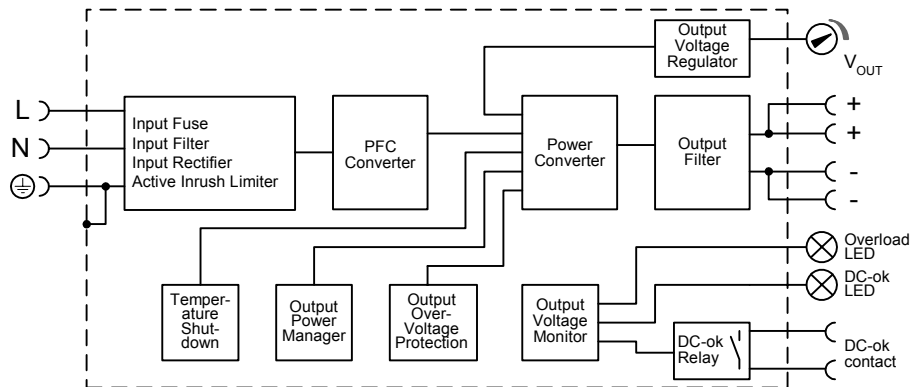 Output
Voltage
Regulator
VOUT
L
N
Input Fuse
Input Filter
Input Rectifier
Active Inrush Limiter
PFC
Converter
Power
Converter
Output
Filter
+
+
-
-
Temper-
ature
Shut-
down
Output
Power
Manager
Output
Over-
Voltage
Protection
Output
Voltage
Monitor
DC-ok
Relay
Overload
LED
DC-ok
LED
DC-ok
contact